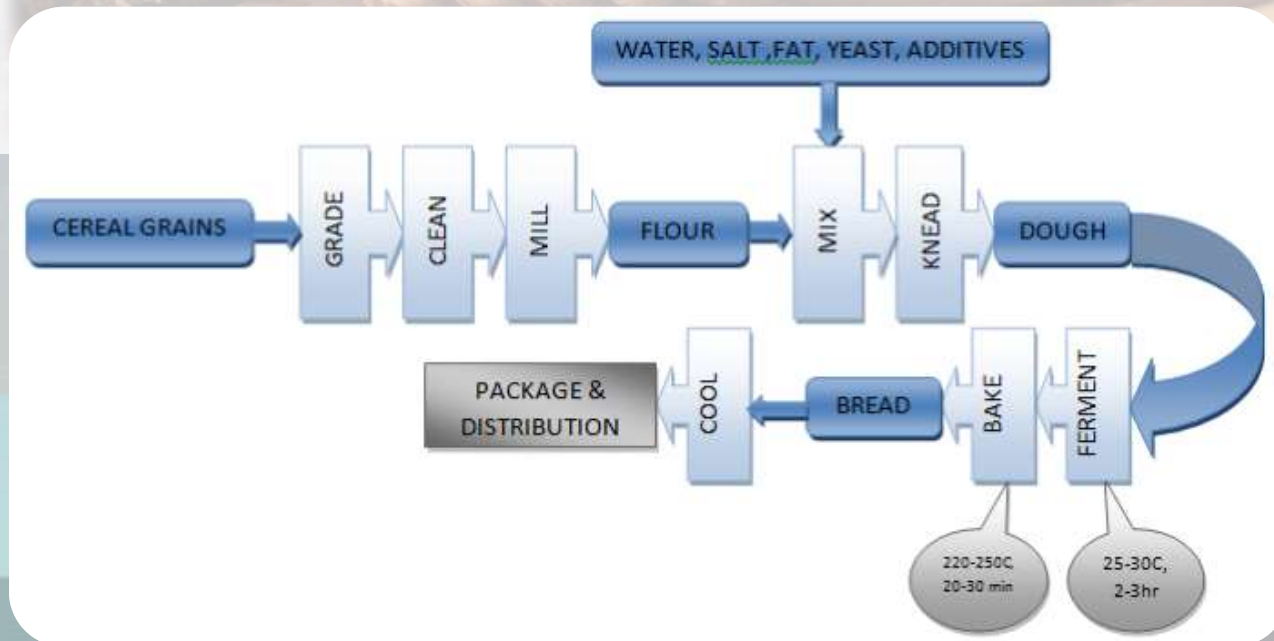 WATER, SALT ,FAT, YEAST, ADDITIVES
CEREAL GRAINS
GRADE
CLEAN
MILL
FLOUR
MIX
KNEAD
DOUGH
FERMENT
25-30C,
2-3hr
BAKE
220-250C,
20-30 min
BREAD
COOL
PACKAGE &
DISTRIBUTION